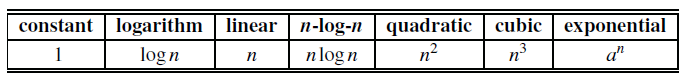 constant logarithm linear n-log-n quadratic cubic exponential
1 log n n n log n n² n³ aⁿ